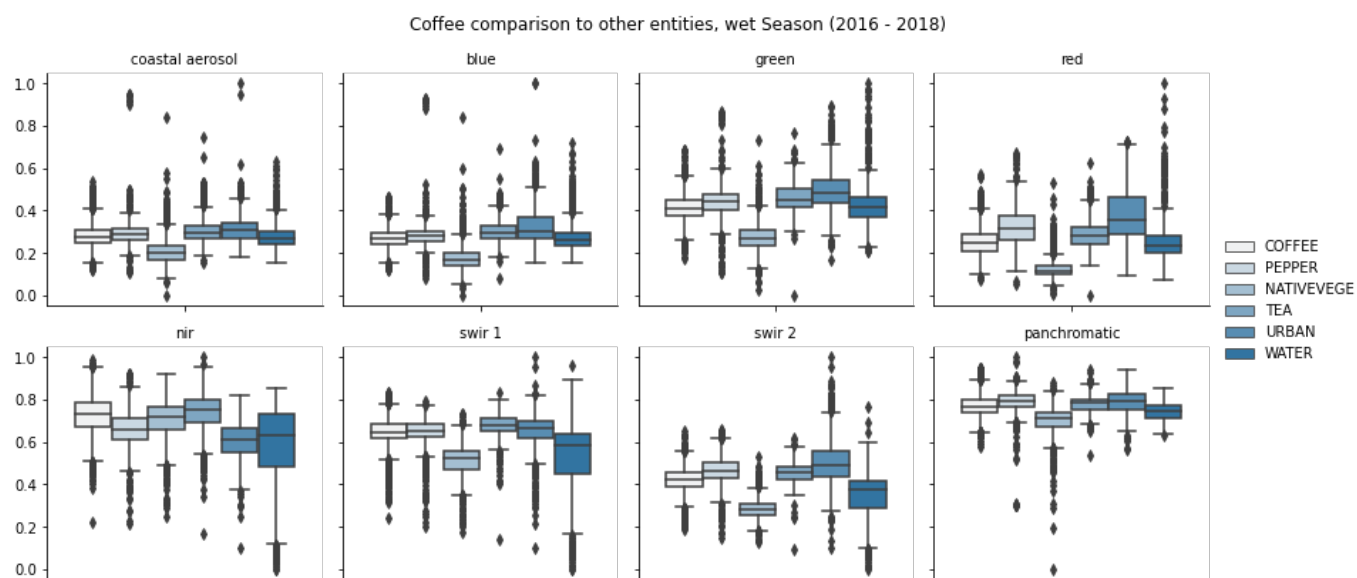 Coffee comparison to other entities, wet Season (2016 - 2018)
coastal aerosol
blue
green
red
1.0
0.8
0.6
0.4
0.2
0.0
nir
swir 1
swir 2
panchromatic
1.0
0.8
0.6
0.4
0.2
0.0
COFFEE
PEPPER
NATIVEVEGE
TEA
URBAN
WATER